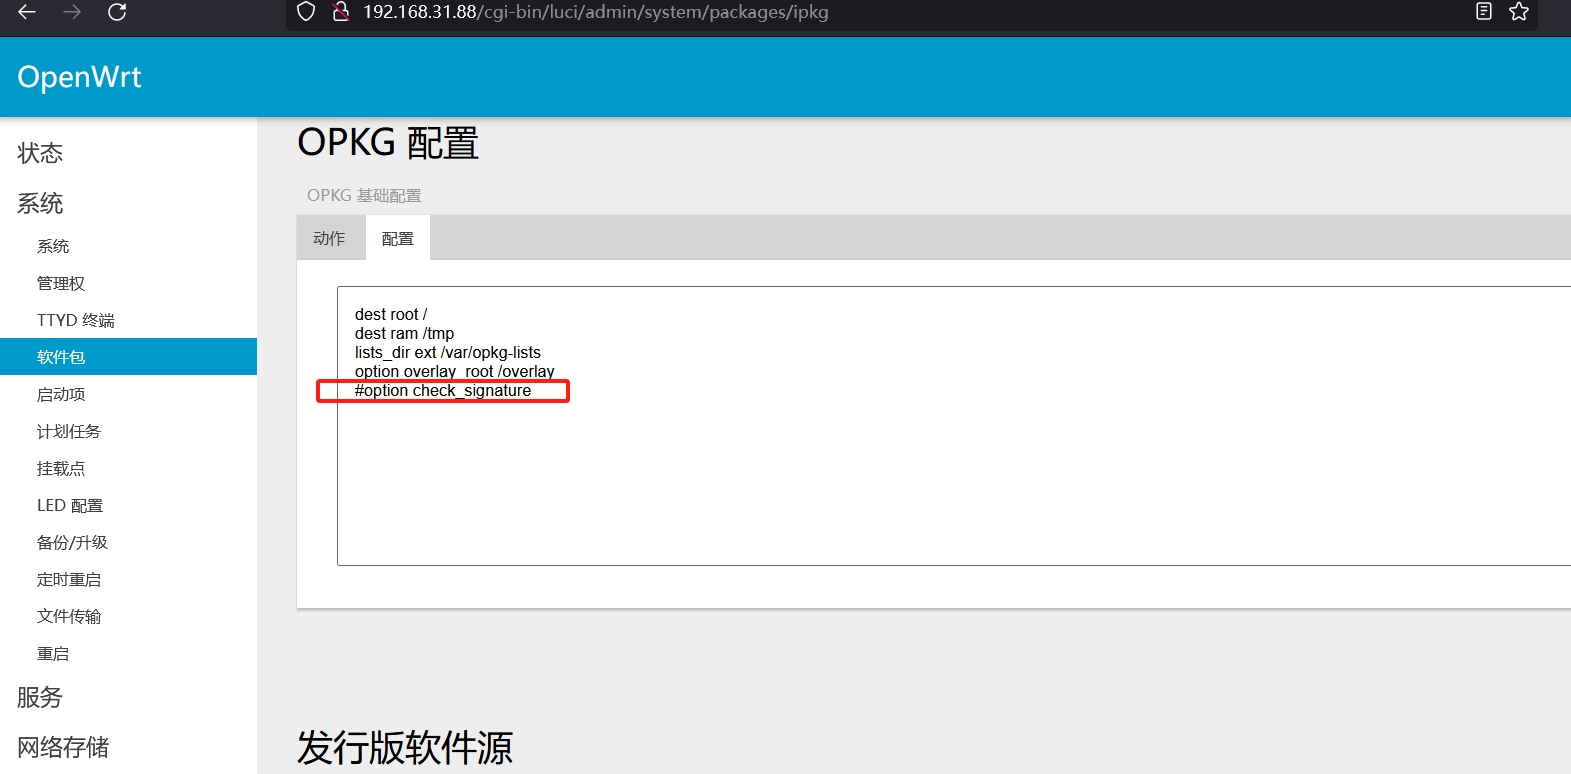 192.168.31.88/cgi-bin/luci/admin/system/packages/ipkg
OpenWrt
状态
系统
系统
管理权
TTYD 终端
软件包
启动项
计划任务
挂载点
LED 配置
备份/升级
定时重启
文件传输
重启
服务
网络存储
OPKG 配置
OPKG 基础配置
动作
配置
dest root /
dest ram /tmp
lists_dir ext /var/opkg-lists
option overlay_root /overlay
#option check_signature
发行版软件源